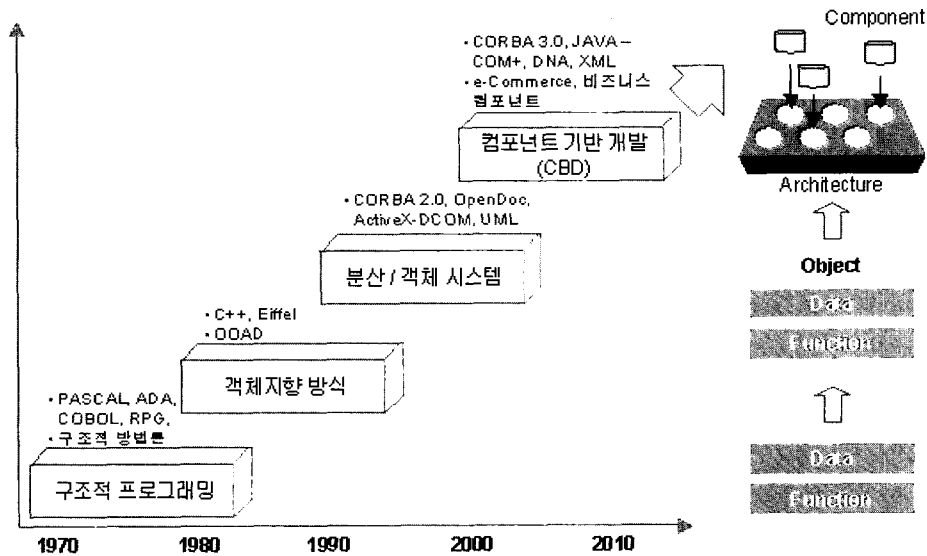 Component
• CORBA 3.0, JAVA –
COM+, DNA, XML
• e-Commerce, 비즈니스
컴포넌트
컴포넌트 기반 개발
(CBD)
Architecture
• CORBA 2.0, OpenDoc,
ActiveX-DCOM, UML
분산 / 객체 시스템
Object
Data
Function
• C++, Eiffel
• OOAD
객체지향 방식
• PASCAL, ADA,
COBOL, RPG,
• 구조적 방법론
구조적 프로그래밍
Data
Function
1970 1980 1990 2000 2010